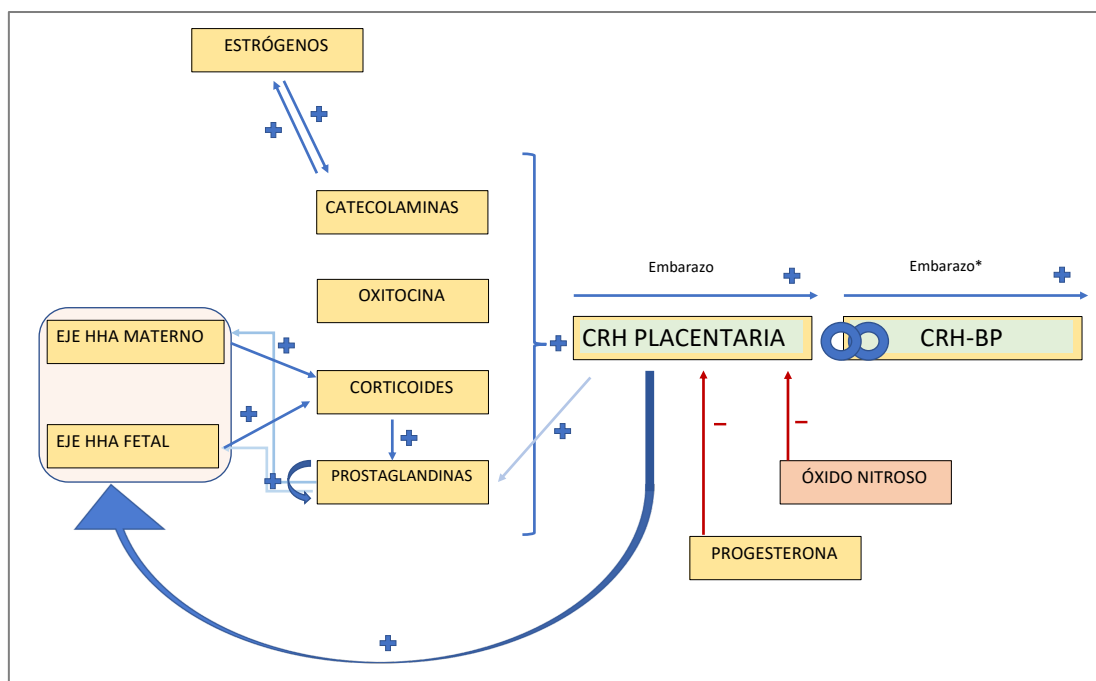 ESTRÓGENOS
CATECOLAMINAS
OXITOCINA
Embarazo
Embarazo*
EJE HHA MATERNO
CRH PLACENTARIA
CRH-BP
CORTICOIDES
EJE HHA FETAL
PROSTAGLANDINAS
ÓXIDO NITROSO
PROGESTERONA